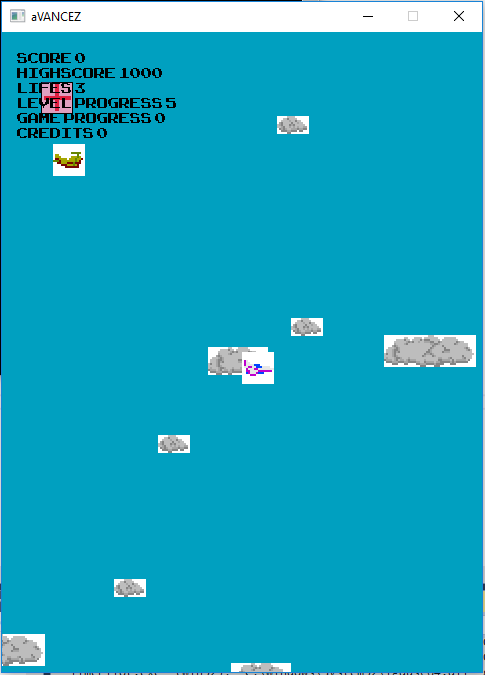 aVANCEZ
SCORE 0
HIGHSCORE 1000
LIFES 3
LEVEL PROGRESS 5
GAME PROGRESS 0
CREDITS 0